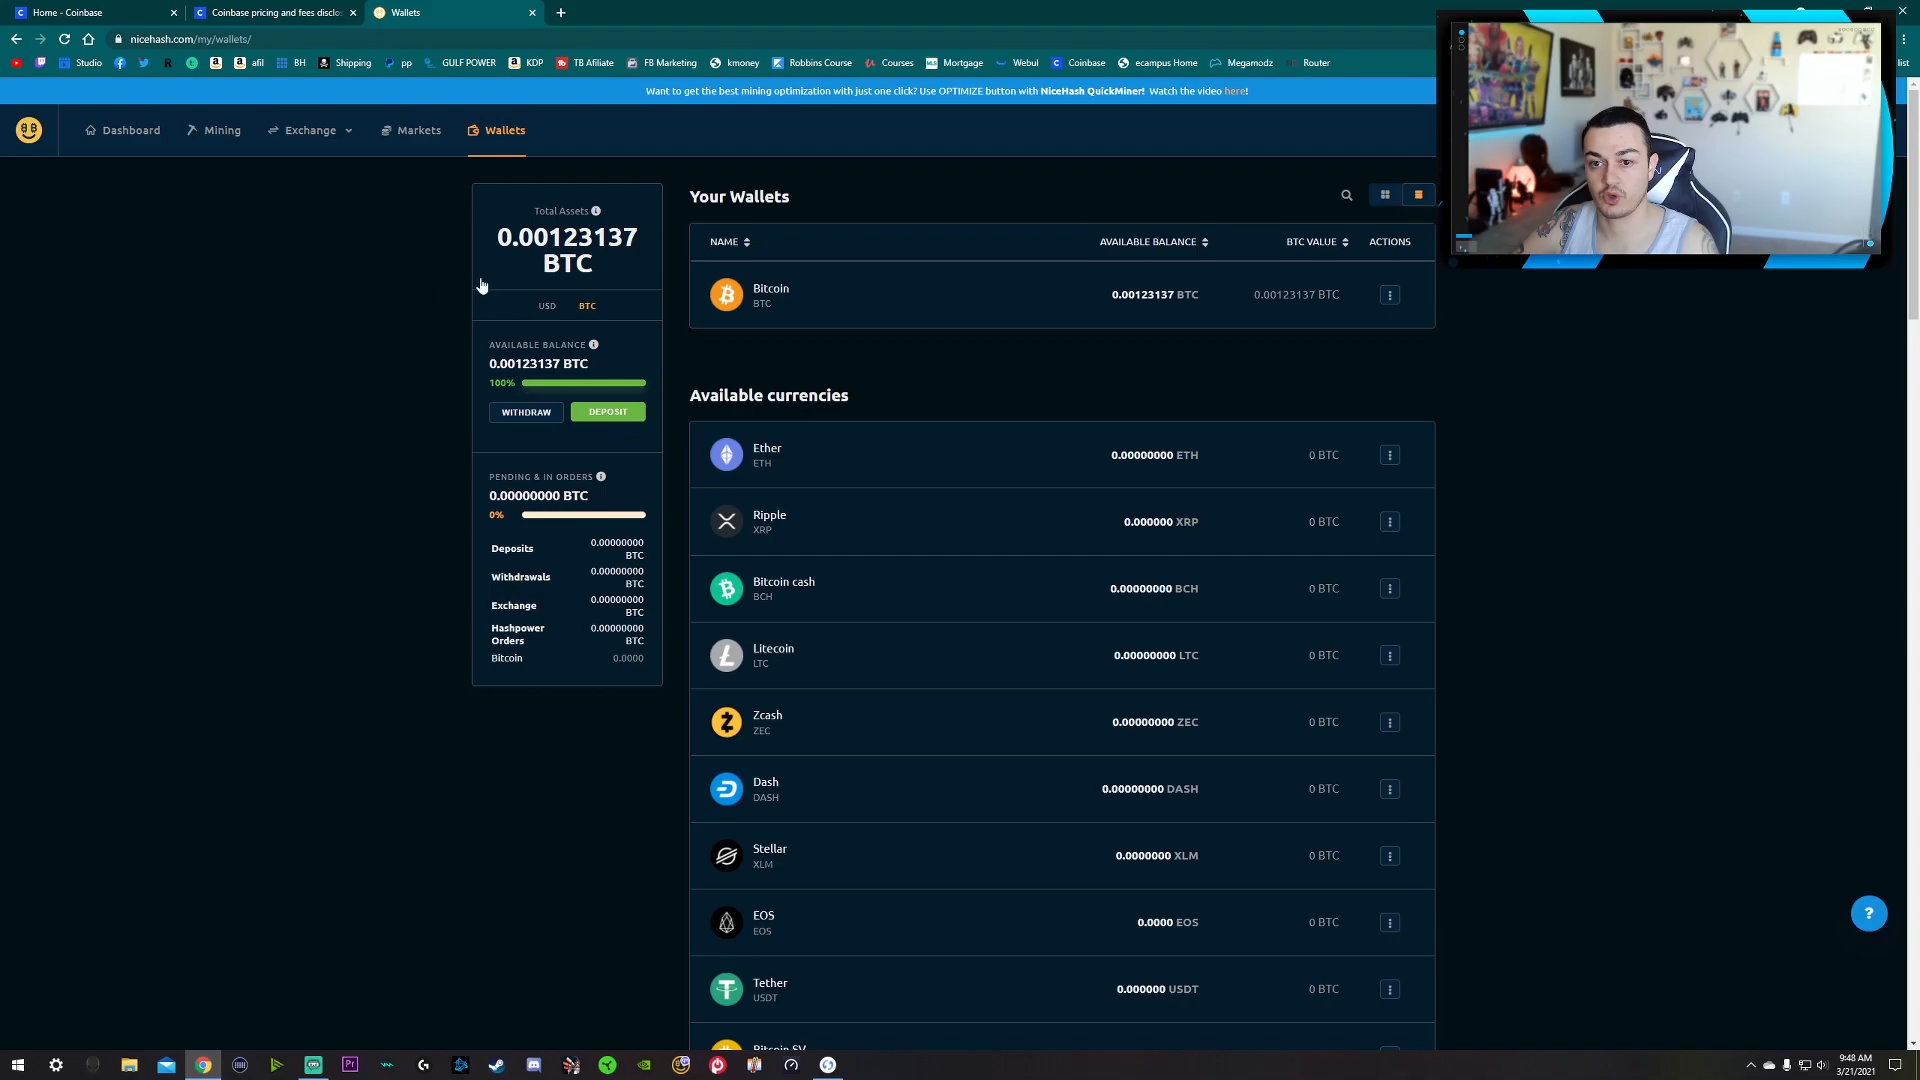 Home - Coinbase
Coinbase pricing and fees disclo
Wallets
nicehash.com/my/wallets/
Studio
afil
BH
Shipping
pp
GULF POWER
KDP
TB Afiliate
FB Marketing
kmoney
Robbins Course
Courses
Mortgage
Webul
Coinbase
ecampus Home
Megamodz
Router
list
Want to get the best mining optimization with just one click? Use OPTIMIZE button with NiceHash QuickMiner! Watch the video here!
Dashboard
Mining
Exchange
Markets
Wallets
Total Assets
0.00123137
BTC
USD BTC
AVAILABLE BALANCE
0.00123137 BTC
100%
WITHDRAW DEPOSIT
PENDING & IN ORDERS
0.00000000 BTC
0%
Deposits 0.00000000 BTC
Withdrawals 0.00000000 BTC
Exchange 0.00000000 BTC
Hashpower Orders 0.00000000 BTC
Bitcoin 0.0000
Your Wallets
NAME AVAILABLE BALANCE BTC VALUE ACTIONS
Bitcoin
BTC
0.00123137 BTC 0.00123137 BTC
Available currencies
Ether
ETH
0.00000000 ETH 0 BTC
Ripple
XRP
0.000000 XRP 0 BTC
Bitcoin cash
BCH
0.00000000 BCH 0 BTC
Litecoin
LTC
0.00000000 LTC 0 BTC
Zcash
ZEC
0.00000000 ZEC 0 BTC
Dash
DASH
0.00000000 DASH 0 BTC
Stellar
XLM
0.0000000 XLM 0 BTC
EOS
EOS
0.0000 EOS 0 BTC
Tether
USDT
0.000000 USDT 0 BTC
Bitcoin SV
?
9:48 AM
3/21/2021